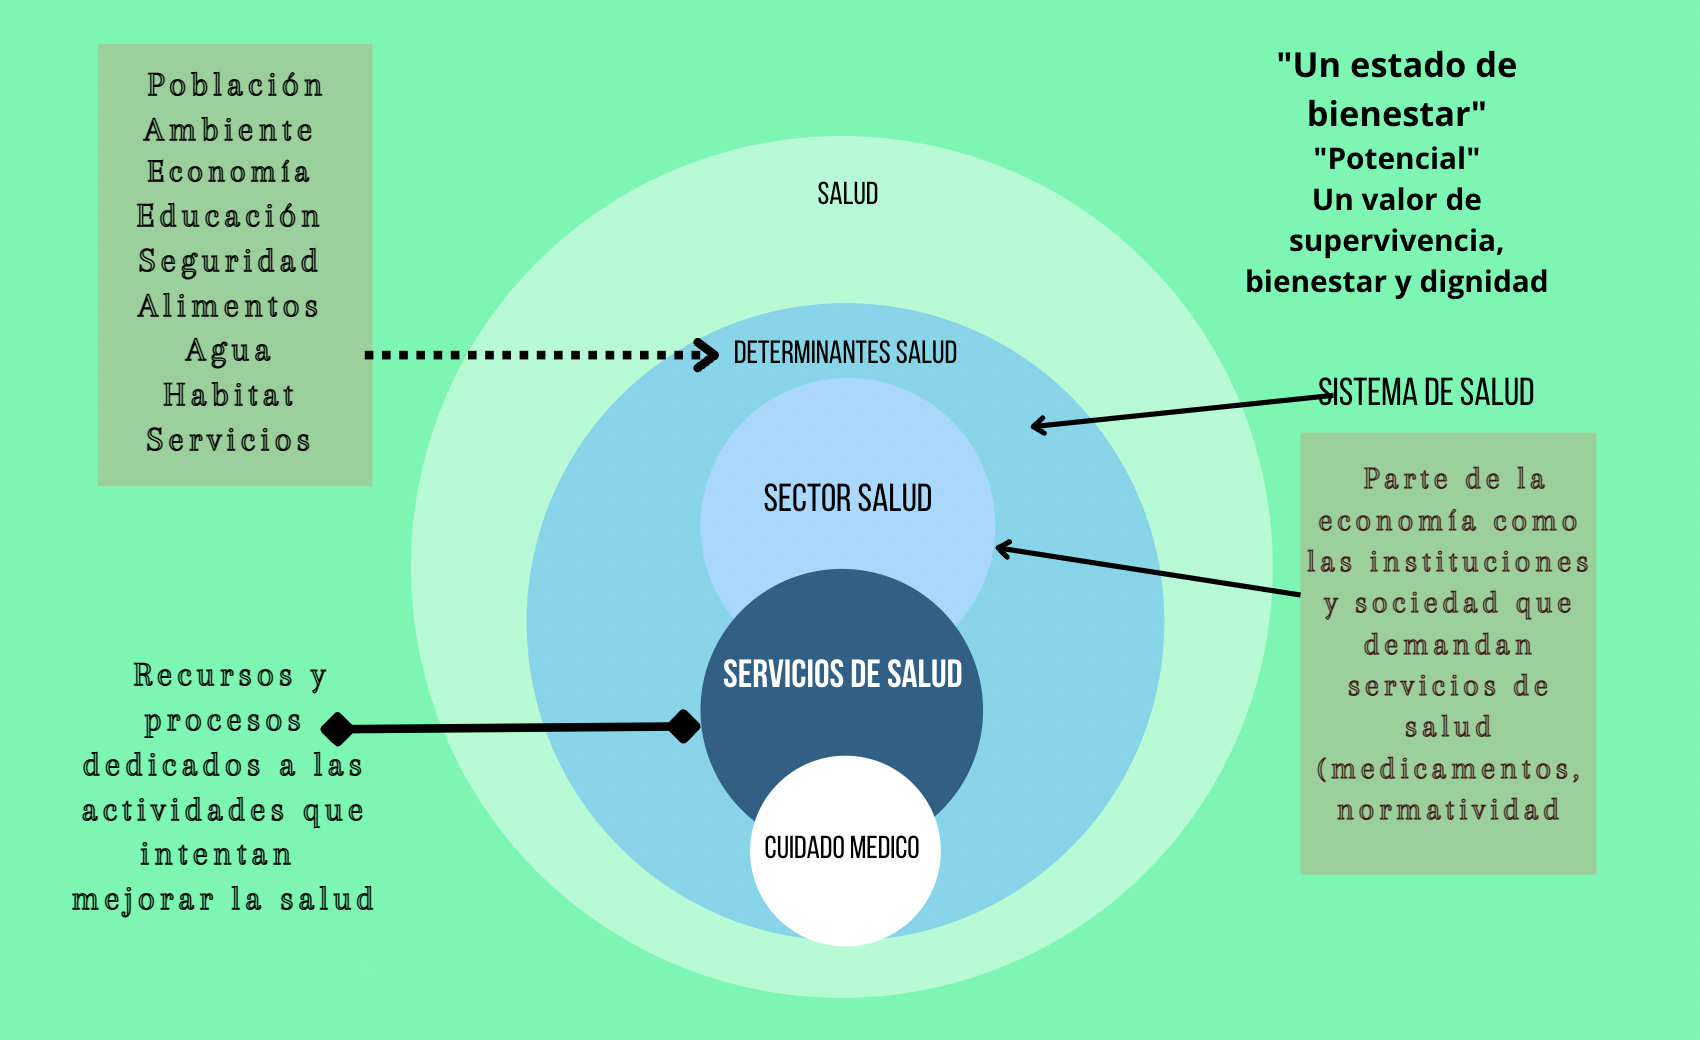 Población
Ambiente
Economía
Educación
Seguridad
Alimentos
Agua
Habitat
Servicios
"Un estado de
bienestar"
"Potencial"
Un valor de
supervivencia,
bienestar y dignidad
SALUD
DETERMINANTES SALUD
SISTEMA DE SALUD
SECTOR SALUD
Parte de la
economía como
las instituciones
y sociedad que
demandan
servicios de
salud
(medicamentos,
normatividad
SERVICIOS DE SALUD
Recursos y
procesos
dedicados a las
actividades que
intentan
mejorar la salud
CUIDADO MEDICO